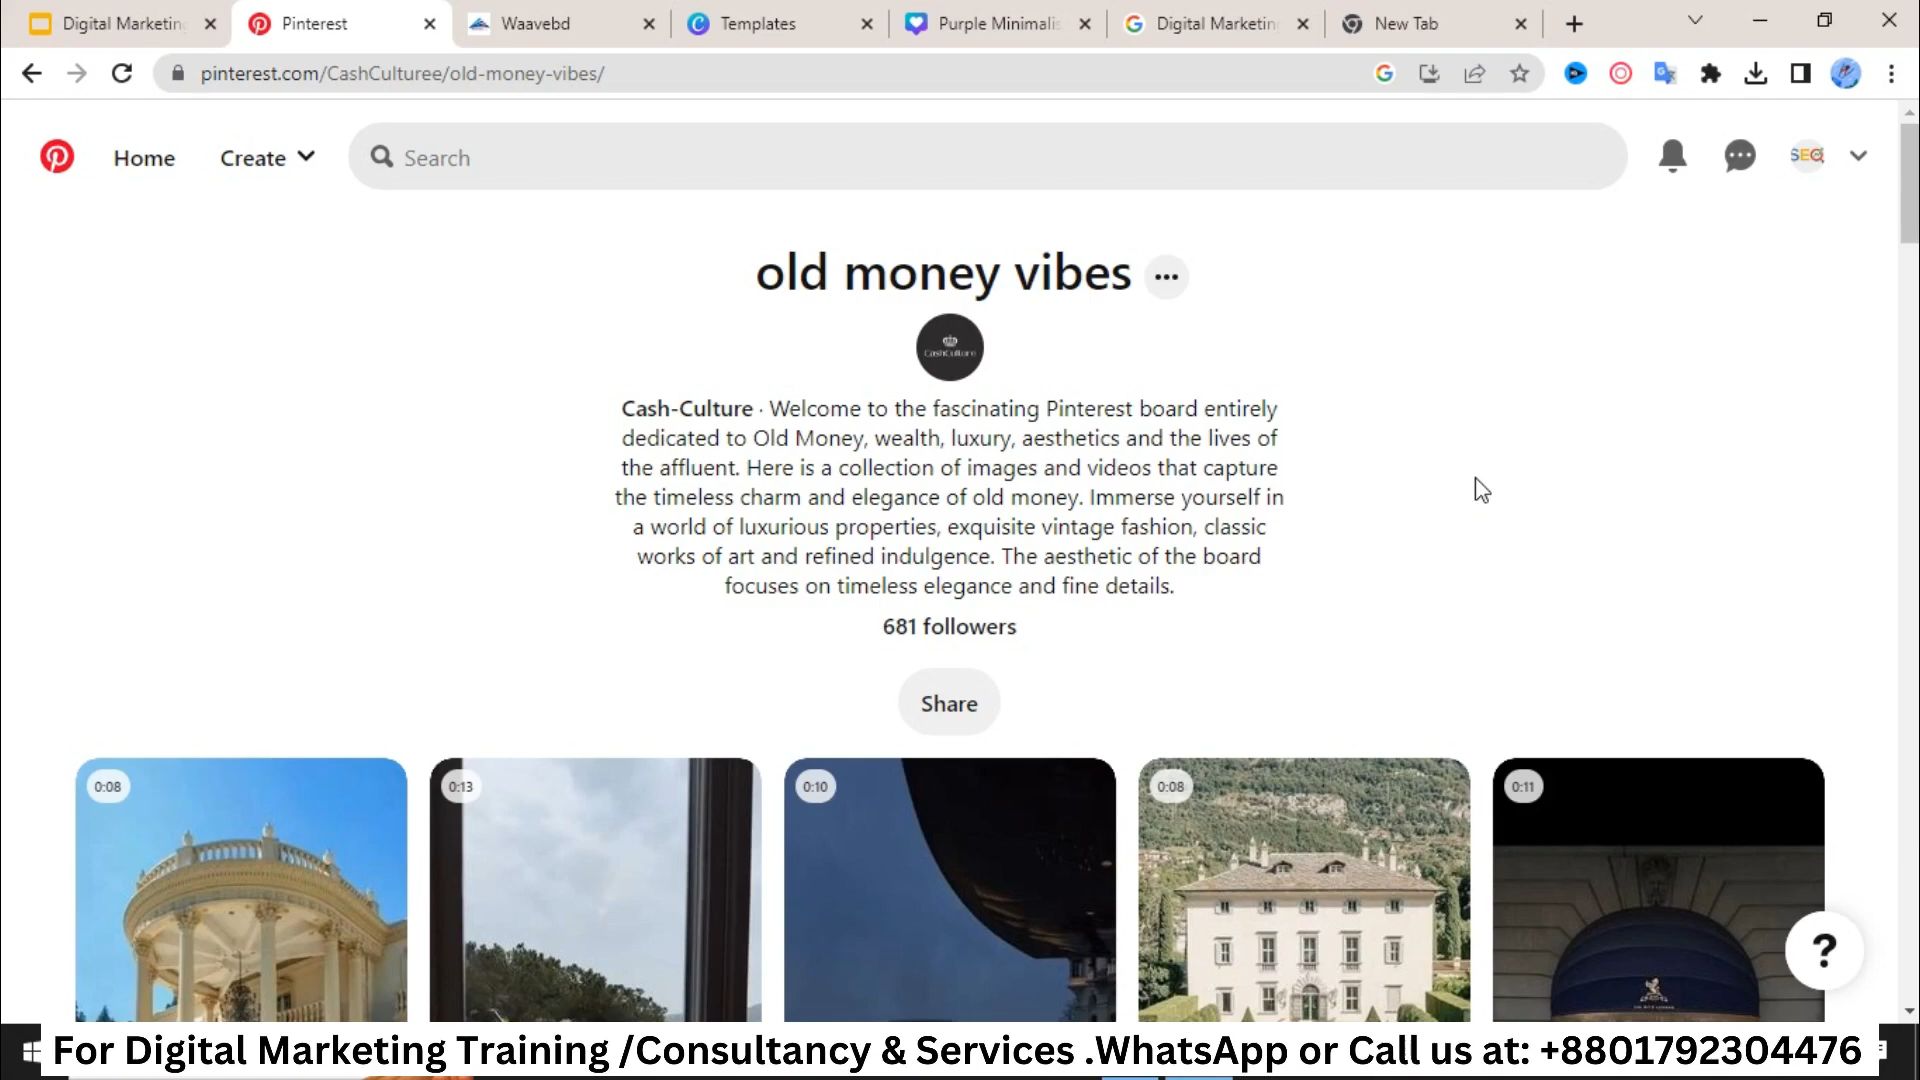 Digital Marketing
Pinterest
Waavebd
Templates
Purple Minimalis
Digital Marketin
New Tab
pinterest.com/CashCulturee/old-money-vibes/
Home
Create
Search
SEO
old money vibes
CashCulture
Cash-Culture · Welcome to the fascinating Pinterest board entirely
dedicated to Old Money, wealth, luxury, aesthetics and the lives of
the affluent. Here is a collection of images and videos that capture
the timeless charm and elegance of old money. Immerse yourself in
a world of luxurious properties, exquisite vintage fashion, classic
works of art and refined indulgence. The aesthetic of the board
focuses on timeless elegance and fine details.
681 followers
Share
0:08
0:13
0:10
0:08
0:11
?
For Digital Marketing Training /Consultancy & Services .WhatsApp or Call us at: +8801792304476